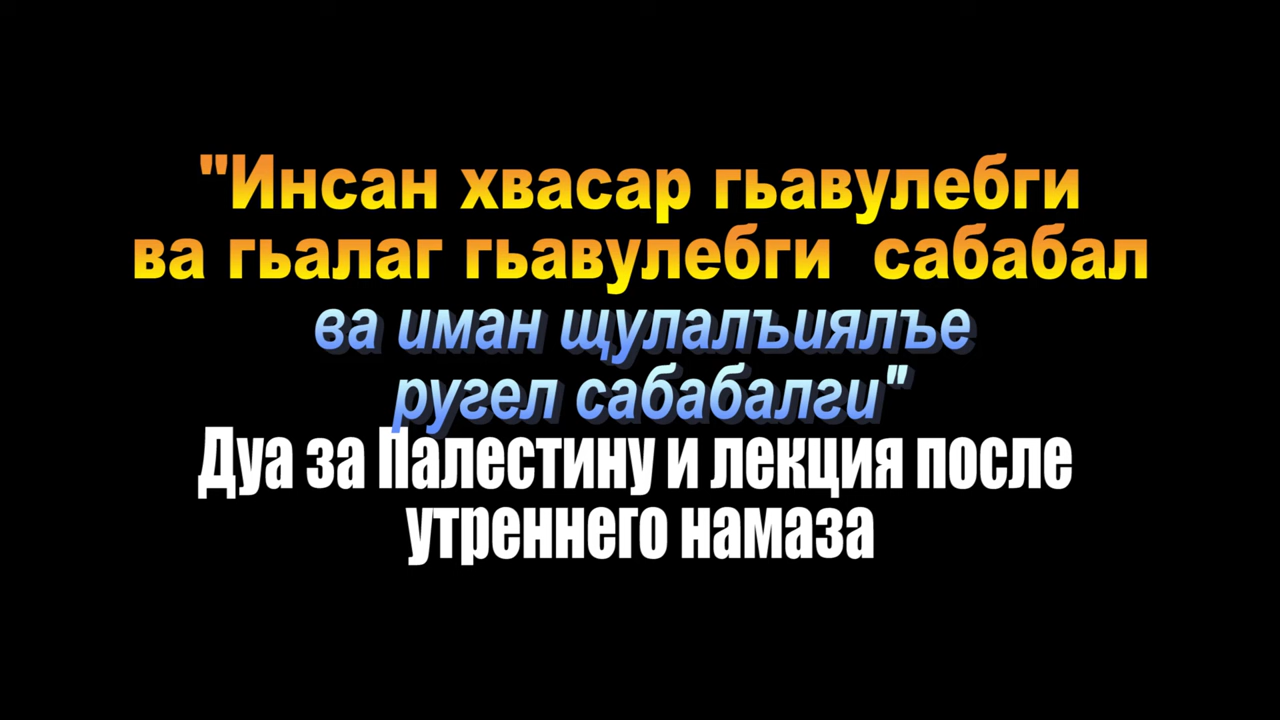 "Инсан хвасар гьавулебги
ва гьалаг гьавулебги сабабал
ва иман щулалъиялъе
ругел сабабалги"
Дуа за Палестину и лекция после
утреннего намаза